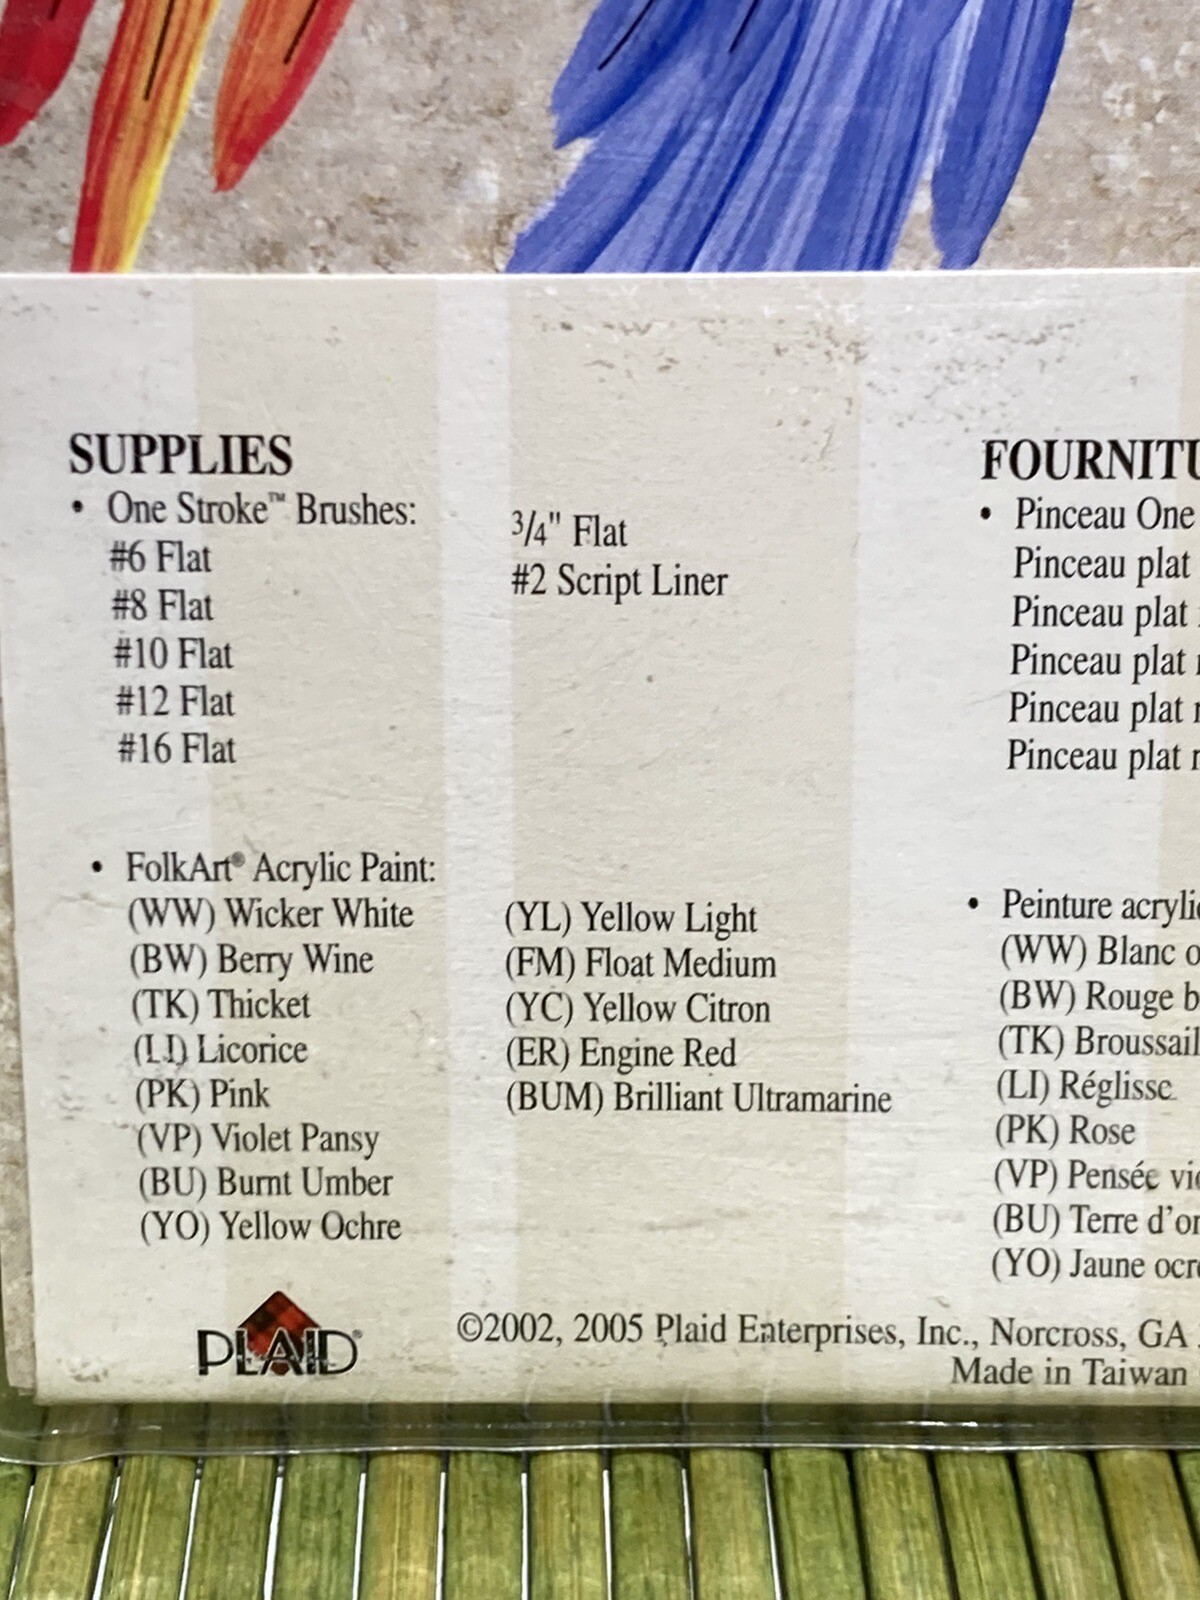 SUPPLIES
• One Stroke™ Brushes:
#6 Flat
#8 Flat
#10 Flat
#12 Flat
#16 Flat
3/4" Flat
#2 Script Liner
• FolkArt® Acrylic Paint:
(WW) Wicker White
(BW) Berry Wine
(TK) Thicket
(LI) Licorice
(PK) Pink
(VP) Violet Pansy
(BU) Burnt Umber
(YO) Yellow Ochre
(YL) Yellow Light
(FM) Float Medium
(YC) Yellow Citron
(ER) Engine Red
(BUM) Brilliant Ultramarine
FOURNITU
• Pinceau One
Pinceau plat
Pinceau plat
Pinceau plat
Pinceau plat
Pinceau plat
• Peinture acrylic
(WW) Blanc
(BW) Rouge b
(TK) Broussail
(LI) Réglisse
(PK) Rose
(VP) Pensée
(BU) Terre d'
(YO) Jaune ocre
PLAID®
©2002, 2005 Plaid Enterprises, Inc., Norcross, GA
Made in Taiwan